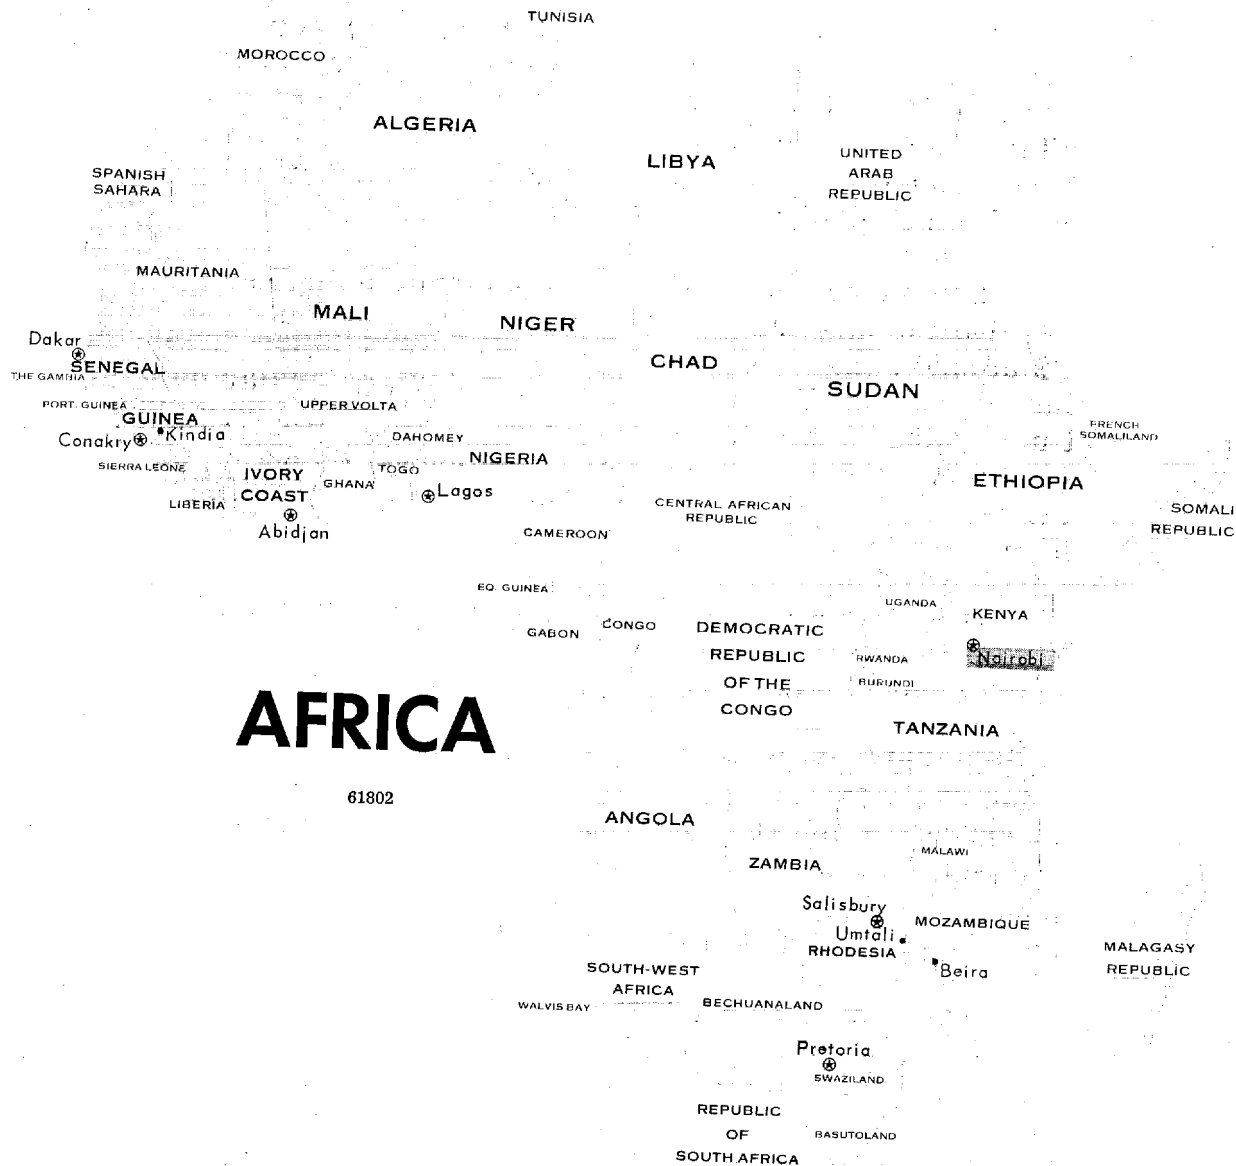 TUNISIA
MOROCCO
ALGERIA
LIBYA
UNITED
ARAB
REPUBLIC
SPANISH
SAHARA
MAURITANIA
MALI
NIGER
CHAD
SUDAN
Dakar
SENEGAL
THE GAMBIA
PORT. GUINEA
GUINEA
Kindia
Conakry
UPPER VOLTA
DAHOMEY
NIGERIA
FRENCH
SOMALILAND
SIERRA LEONE
IVORY
COAST
GHANA
TOGO
Lagos
LIBERIA
Abidjan
ETHIOPIA
CENTRAL AFRICAN
REPUBLIC
SOMALI
REPUBLIC
CAMEROON
EQ. GUINEA
GABON
CONGO
DEMOCRATIC
REPUBLIC
OF THE
CONGO
UGANDA
KENYA
Nairobi
RWANDA
BURUNDI
TANZANIA
AFRICA
61802
ANGOLA
ZAMBIA
MALAWI
Salisbury
Umtali
RHODESIA
MOZAMBIQUE
Beira
MALAGASY
REPUBLIC
SOUTH-WEST
AFRICA
WALVIS BAY
BECHUANALAND
Pretoria
SWAZILAND
REPUBLIC
OF
SOUTH AFRICA
BASUTOLAND